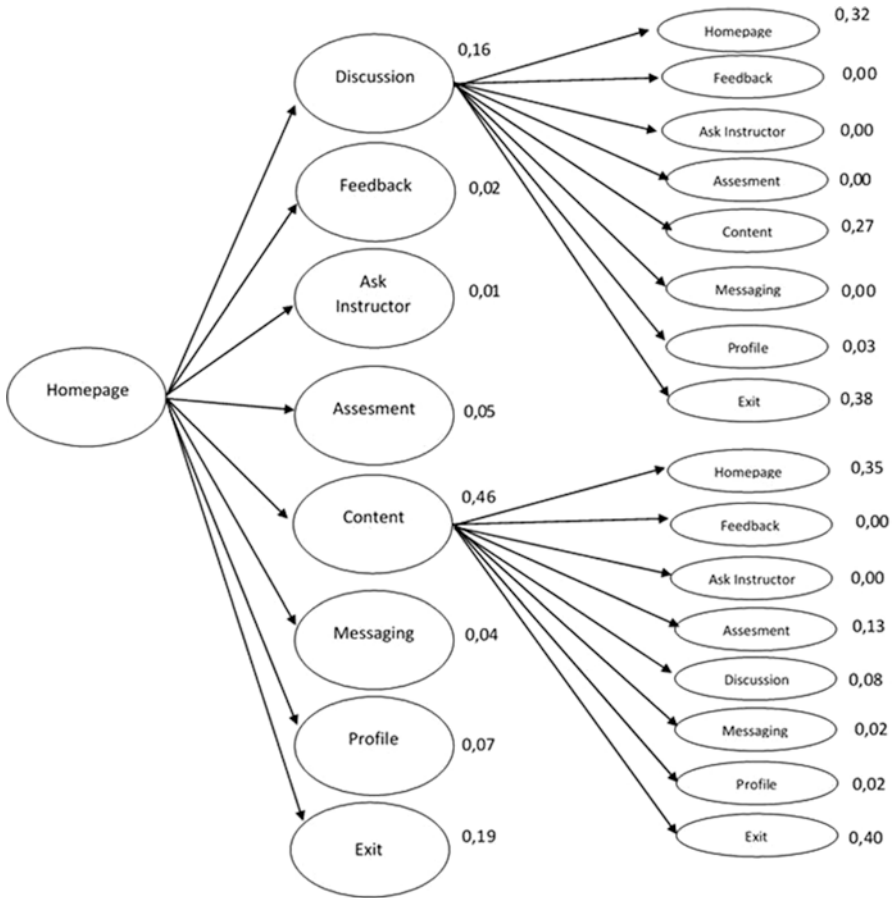 Homepage
Discussion
0,16
Feedback
0,02
Ask
Instructor
0,01
Assesment
0,05
Content
0,46
Messaging
0,04
Profile
0,07
Exit
0,19
Homepage
0,32
Feedback
0,00
Ask Instructor
0,00
Assesment
0,00
Content
0,27
Messaging
0,00
Profile
0,03
Exit
0,38
Homepage
0,35
Feedback
0,00
Ask Instructor
0,00
Assesment
0,13
Discussion
0,08
Messaging
0,02
Profile
0,02
Exit
0,40